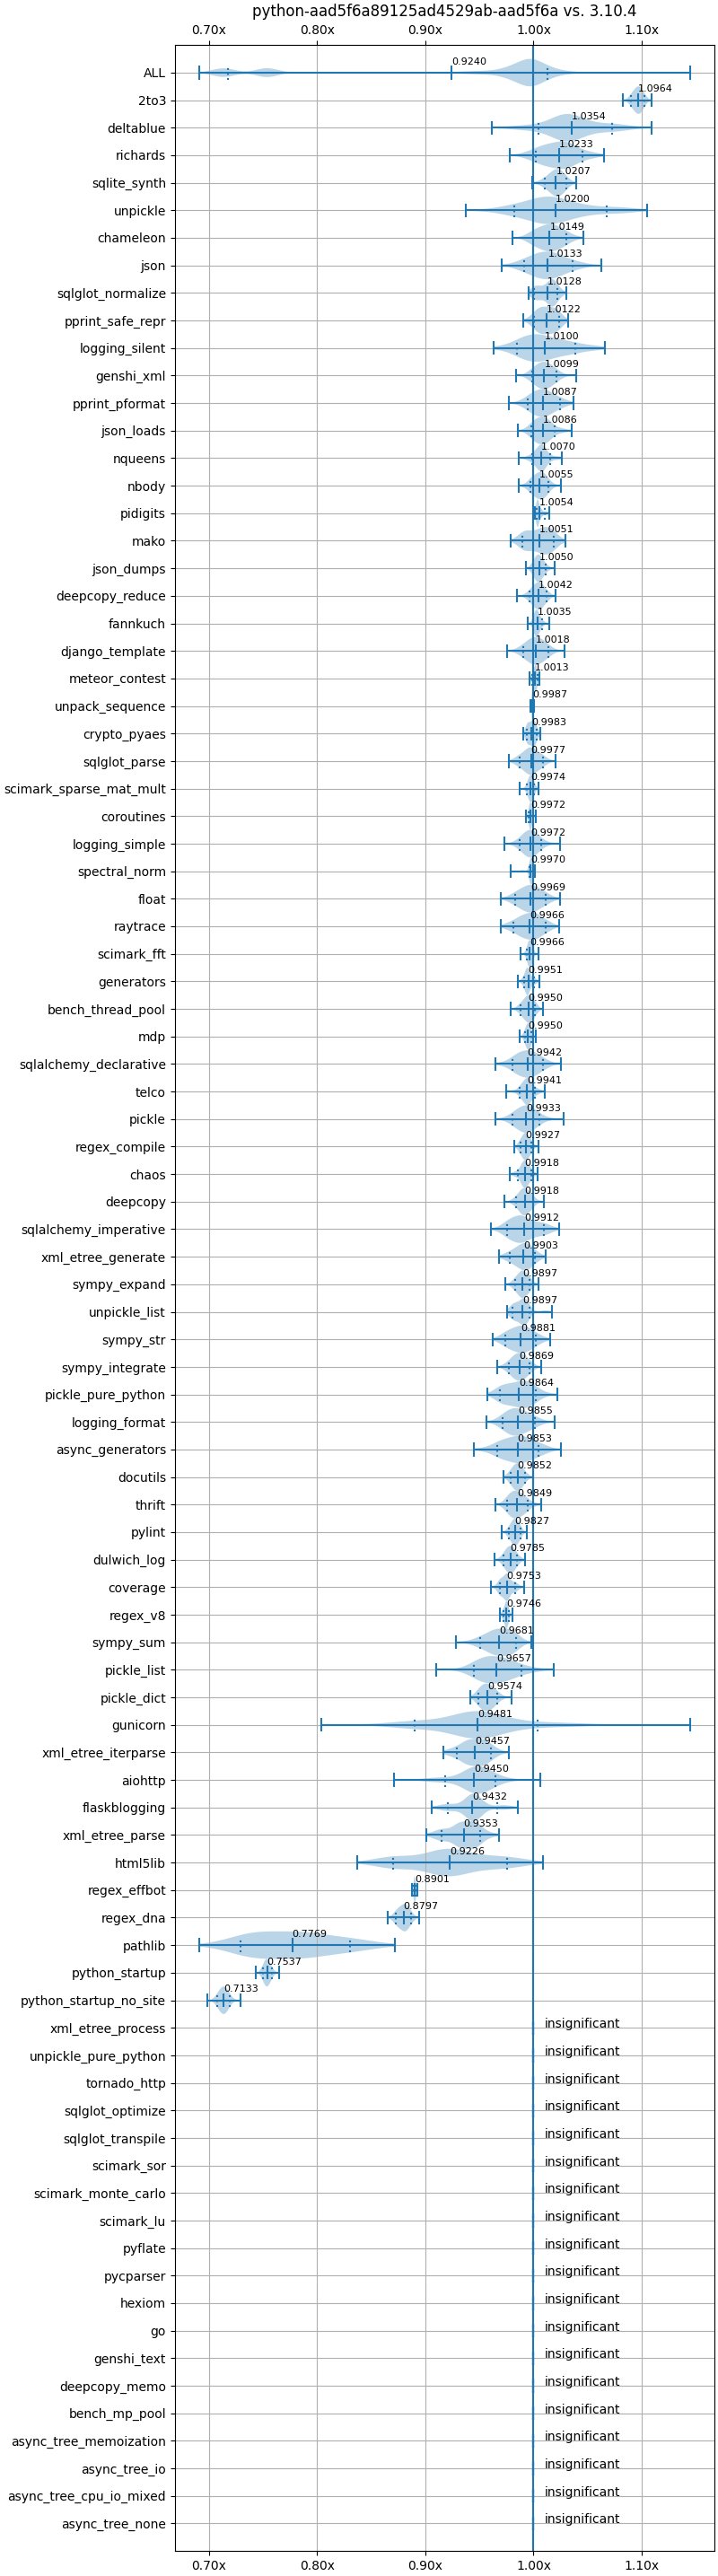 python-aad5f6a89125ad4529ab-aad5f6a vs. 3.10.4
0.70x 0.80x 0.90x 1.00x 1.10x
ALL 0.9240
2to3 1.0964
deltablue 1.0354
richards 1.0233
sqlite_synth 1.0207
unpickle 1.0200
chameleon 1.0149
json 1.0133
sqlglot_normalize 1.0128
pprint_safe_repr 1.0122
logging_silent 1.0100
genshi_xml 1.0099
pprint_pformat 1.0087
json_loads 1.0086
nqueens 1.0070
nbody 1.0055
pidigits 1.0054
mako 1.0051
json_dumps 1.0050
deepcopy_reduce 1.0042
fannkuch 1.0035
django_template 1.0018
meteor_contest 1.0013
unpack_sequence 0.9987
crypto_pyaes 0.9983
sqlglot_parse 0.9977
scimark_sparse_mat_mult 0.9974
coroutines 0.9972
logging_simple 0.9972
spectral_norm 0.9970
float 0.9969
raytrace 0.9966
scimark_fft 0.9966
generators 0.9951
bench_thread_pool 0.9950
mdp 0.9950
sqlalchemy_declarative 0.9942
telco 0.9941
pickle 0.9933
regex_compile 0.9927
chaos 0.9918
deepcopy 0.9918
sqlalchemy_imperative 0.9912
xml_etree_generate 0.9903
sympy_expand 0.9897
unpickle_list 0.9897
sympy_str 0.9881
sympy_integrate 0.9869
pickle_pure_python 0.9864
logging_format 0.9855
async_generators 0.9853
docutils 0.9852
thrift 0.9849
pylint 0.9827
dulwich_log 0.9785
coverage 0.9753
regex_v8 0.9746
sympy_sum 0.9681
pickle_list 0.9657
pickle_dict 0.9574
gunicorn 0.9481
xml_etree_iterparse 0.9457
aiohttp 0.9450
flaskblogging 0.9432
xml_etree_parse 0.9353
html5lib 0.9226
regex_effbot 0.8901
regex_dna 0.8797
pathlib 0.7769
python_startup 0.7537
python_startup_no_site 0.7133
xml_etree_process insignificant
unpickle_pure_python insignificant
tornado_http insignificant
sqlglot_optimize insignificant
sqlglot_transpile insignificant
scimark_sor insignificant
scimark_monte_carlo insignificant
scimark_lu insignificant
pyflate insignificant
pycparser insignificant
hexiom insignificant
go insignificant
genshi_text insignificant
deepcopy_memo insignificant
bench_mp_pool insignificant
async_tree_memoization insignificant
async_tree_io insignificant
async_tree_cpu_io_mixed insignificant
async_tree_none insignificant
0.70x 0.80x 0.90x 1.00x 1.10x